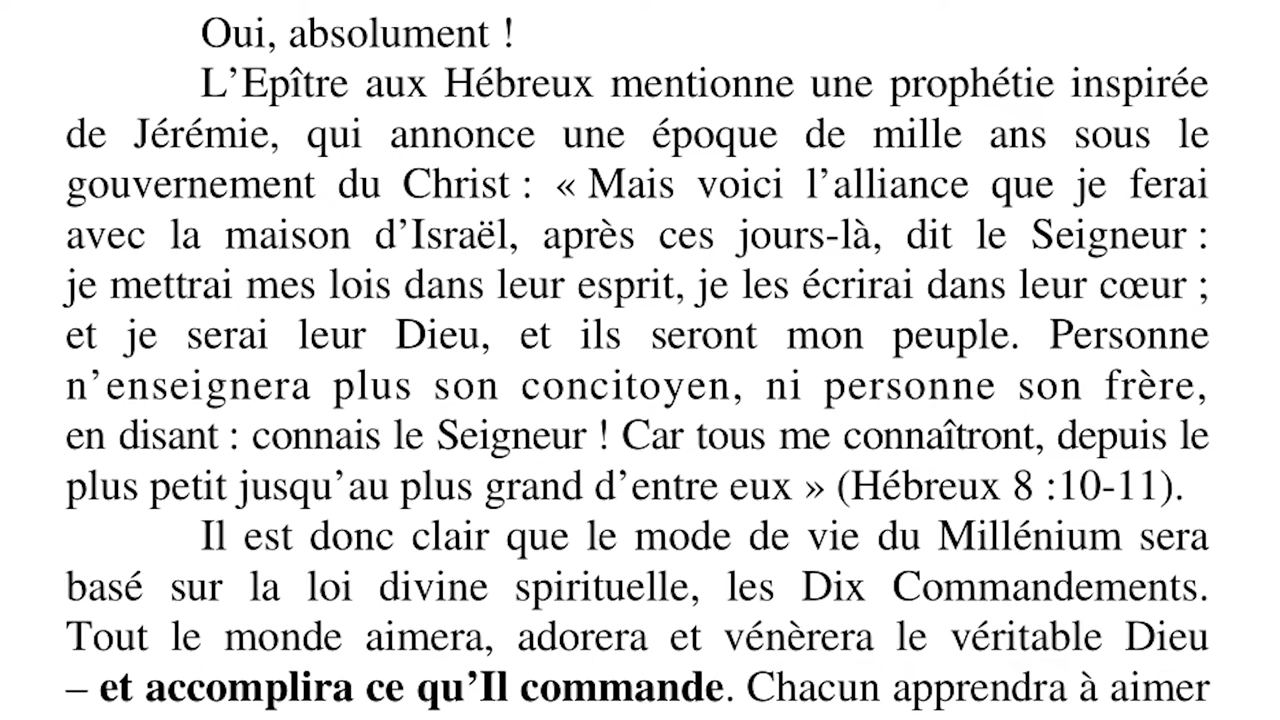 Oui, absolument !
L’Epître aux Hébreux mentionne une prophétie inspirée
de Jérémie, qui annonce une époque de mille ans sous le
gouvernement du Christ : « Mais voici l’alliance que je ferai
avec la maison d’Israël, après ces jours-là, dit le Seigneur :
je mettrai mes lois dans leur esprit, je les écrirai dans leur cœur ;
et je serai leur Dieu, et ils seront mon peuple. Personne
n’enseignera plus son concitoyen, ni personne son frère,
en disant : connais le Seigneur ! Car tous me connaîtront, depuis le
plus petit jusqu’au plus grand d’entre eux » (Hébreux 8 :10-11).
Il est donc clair que le mode de vie du Millénium sera
basé sur la loi divine spirituelle, les Dix Commandements.
Tout le monde aimera, adorera et vénèrera le véritable Dieu
– et accomplira ce qu’Il commande. Chacun apprendra à aimer